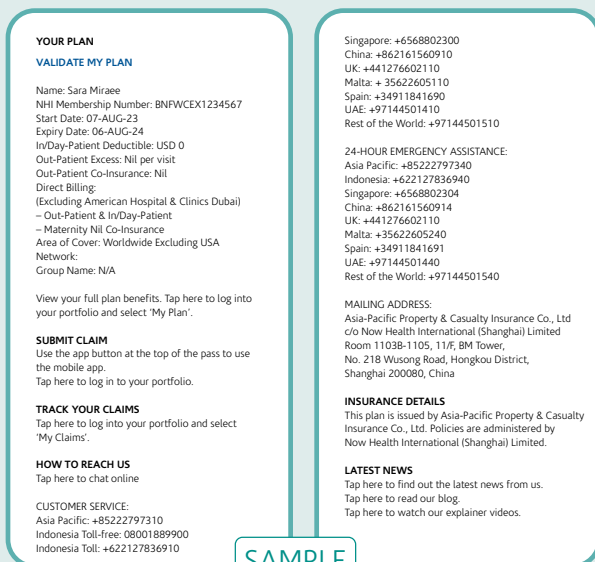 YOUR PLAN
VALIDATE MY PLAN
Name: Sara Miraee
NHI Membership Number: BNFWCEX1234567
Start Date: 07-AUG-23
Expiry Date: 06-AUG-24
In/Day-Patient Deductible: USD 0
Out-Patient Excess: Nil per visit
Out-Patient Co-Insurance: Nil
Direct Billing:
(Excluding American Hospital & Clinics Dubai)
– Out-Patient & In/Day-Patient
– Maternity Nil Co-Insurance
Area of Cover: Worldwide Excluding USA
Network:
Group Name: N/A
View your full plan benefits. Tap here to log into
your portfolio and select ‘My Plan’.
SUBMIT CLAIM
Use the app button at the top of the pass to use
the mobile app.
Tap here to log in to your portfolio.
TRACK YOUR CLAIMS
Tap here to log into your portfolio and select
‘My Claims’.
HOW TO REACH US
Tap here to chat online
CUSTOMER SERVICE:
Asia Pacific: +85222797310
Indonesia Toll-free: 08001889900
Indonesia Toll: +622127836910
Singapore: +6568802300
China: +862161560910
UK: +441276602110
Malta: + 35622605110
Spain: +34911841690
UAE: +97144501410
Rest of the World: +97144501510
24-HOUR EMERGENCY ASSISTANCE:
Asia Pacific: +85222797340
Indonesia: +622127836940
Singapore: +6568802304
China: +862161560914
UK: +441276602110
Malta: +35622605240
Spain: +34911841691
UAE: +97144501440
Rest of the World: +97144501540
MAILING ADDRESS:
Asia-Pacific Property & Casualty Insurance Co., Ltd
c/o Now Health International (Shanghai) Limited
Room 1103B-1105, 11/F, BM Tower,
No. 218 Wusong Road, Hongkou District,
Shanghai 200080, China
INSURANCE DETAILS
This plan is issued by Asia-Pacific Property & Casualty
Insurance Co., Ltd. Policies are administered by
Now Health International (Shanghai) Limited.
LATEST NEWS
Tap here to find out the latest news from us.
Tap here to read our blog.
Tap here to watch our explainer videos.
SAMPLE